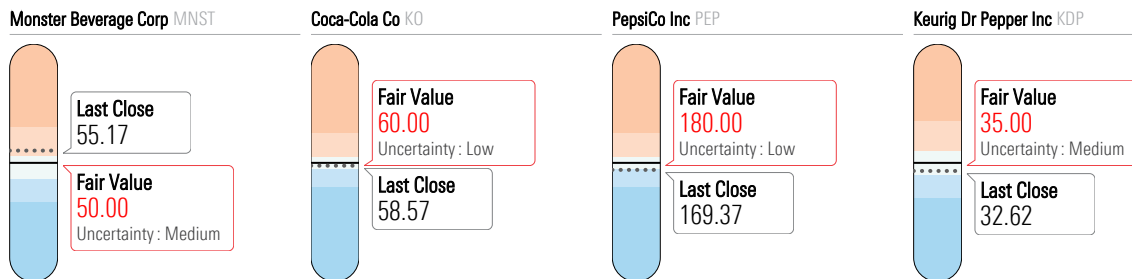 Monster Beverage Corp MNST
Last Close
55.17
Fair Value
50.00
Uncertainty : Medium
Coca-Cola Co KO
Fair Value
60.00
Uncertainty : Low
Last Close
58.57
PepsiCo Inc PEP
Fair Value
180.00
Uncertainty : Low
Last Close
169.37
Keurig Dr Pepper Inc KDP
Fair Value
35.00
Uncertainty : Medium
Last Close
32.62